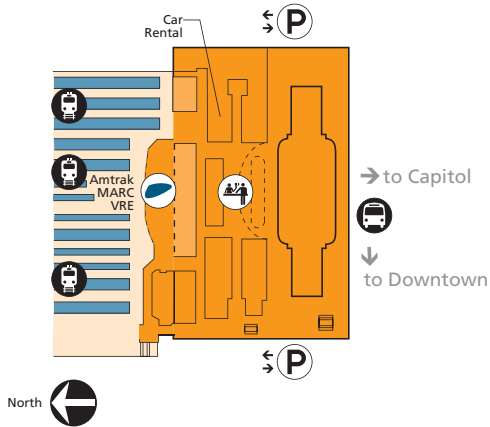 Car
Rental
P
Amtrak
MARC
VRE
to Capitol
to Downtown
P
North